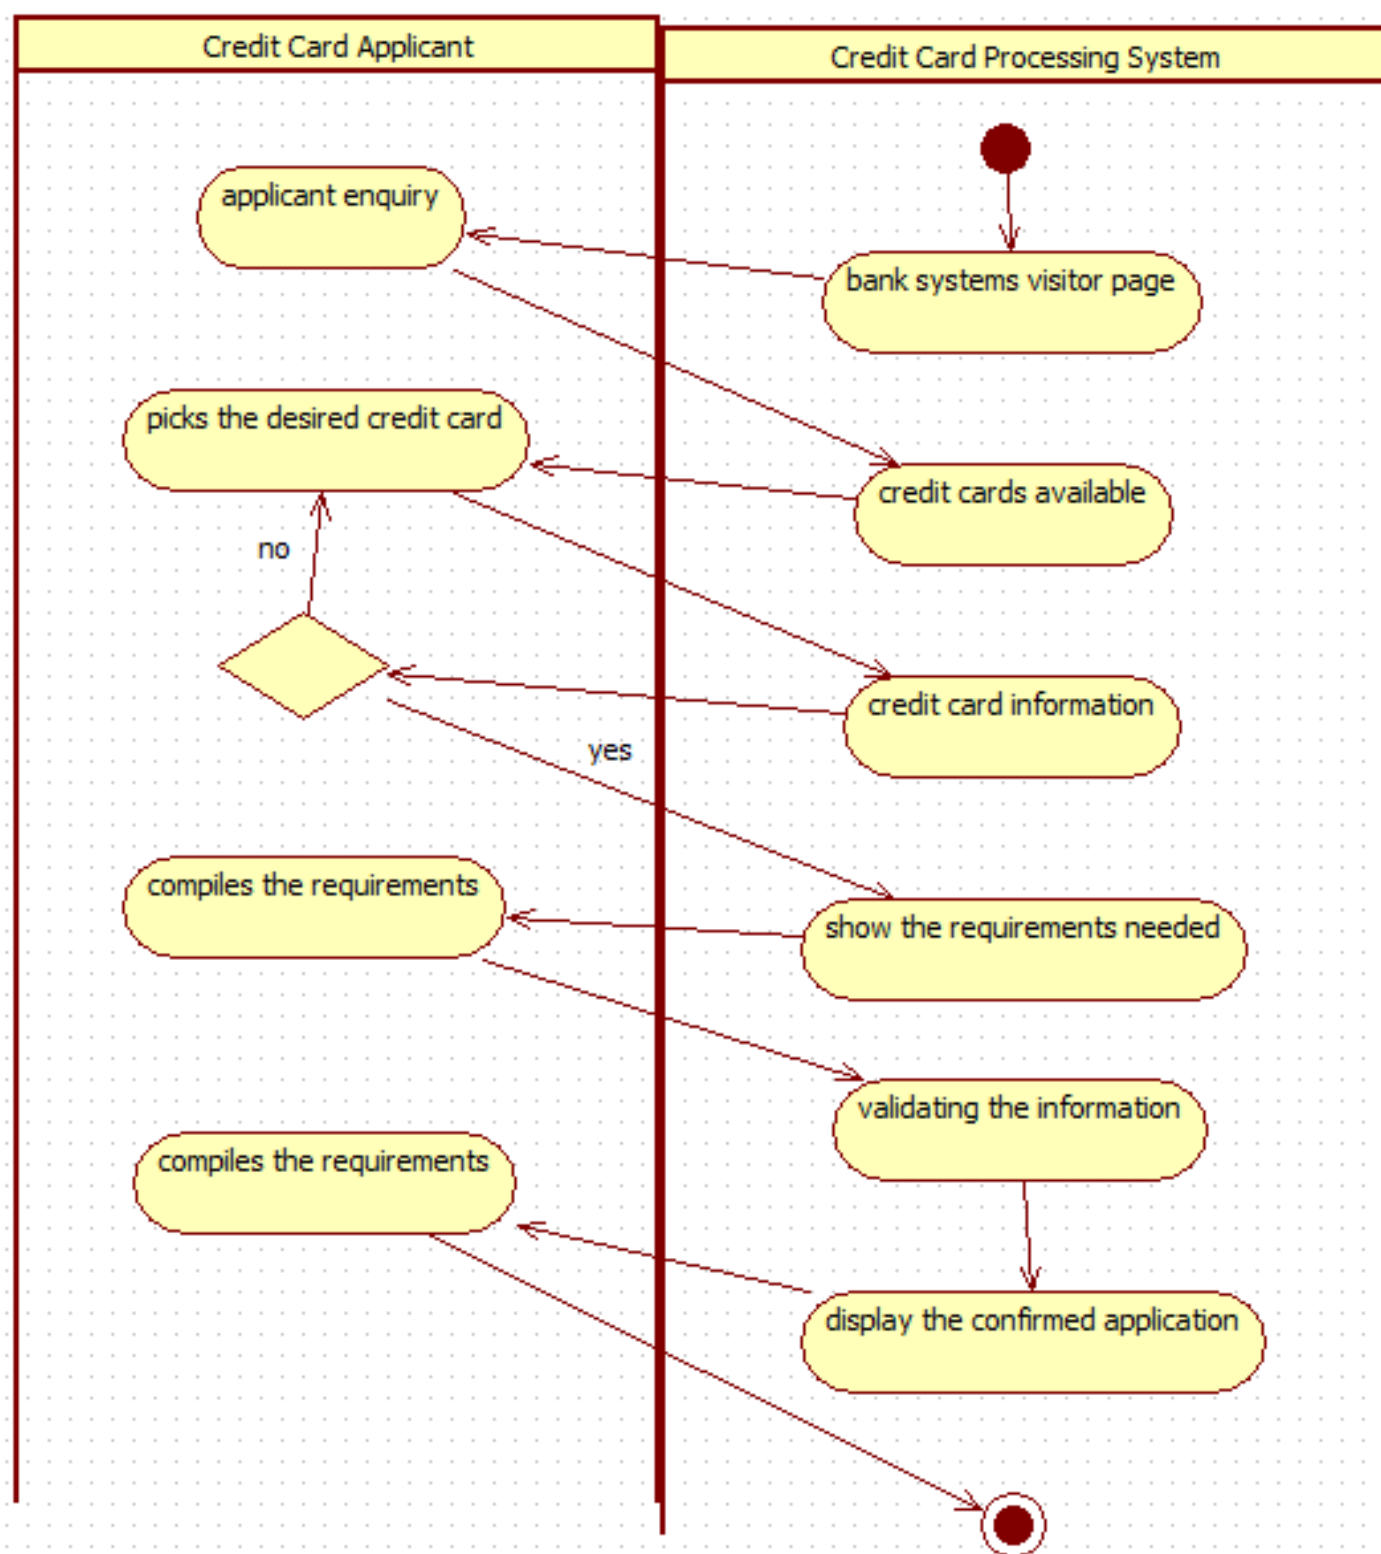 Credit Card Applicant
Credit Card Processing System
applicant enquiry
bank systems visitor page
picks the desired credit card
credit cards available
no
credit card information
yes
compiles the requirements
show the requirements needed
validating the information
compiles the requirements
display the confirmed application